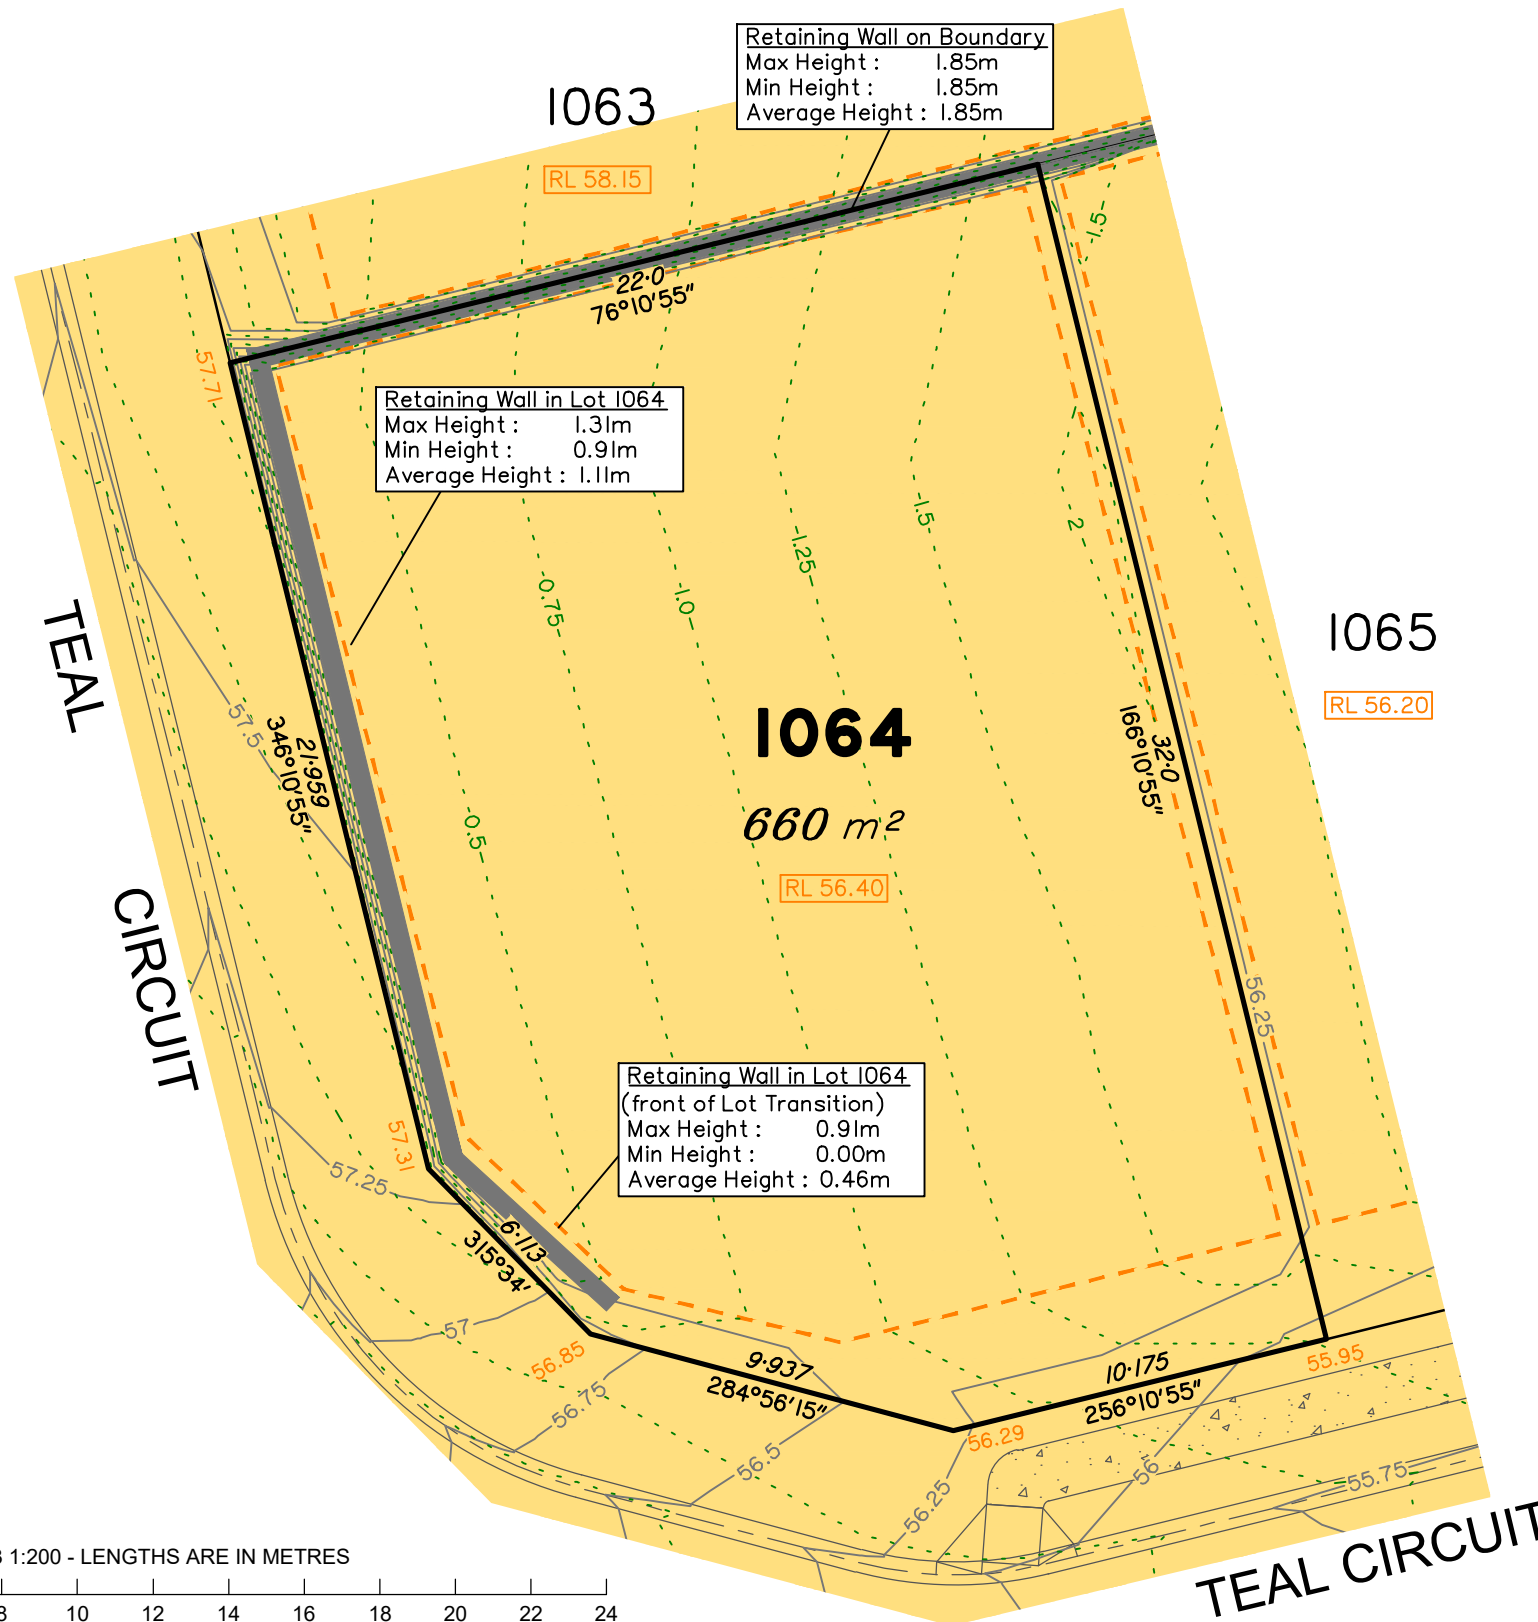 Retaining Wall on Boundary
Max Height : 1.85m
Min Height : 1.85m
Average Height : 1.85m
1063
RL 58.15
1.5
22·0
76°10'55"
57.71
Retaining Wall in Lot 1064
Max Height : 1.31m
Min Height : 0.91m
Average Height : 1.11m
1.5
2
1.25
0.75
1.0
TEAL
1065
RL 56.20
57.5
21·959
346°10'55"
1064
32·0
166°10'55"
0.5
660 m²
RL 56.40
CIRCUIT
56.25
Retaining Wall in Lot 1064
(front of Lot Transition)
Max Height : 0.91m
Min Height : 0.00m
Average Height : 0.46m
57.31
57.25
6·113
315°34'
57
56.85
9·937
284°56'15"
10·175
256°10'55"
55.95
56.75
56.29
56.5
56.25
56
55.75
TEAL CIRCUIT
1:200 - LENGTHS ARE IN METRES
8 10 12 14 16 18 20 22 24